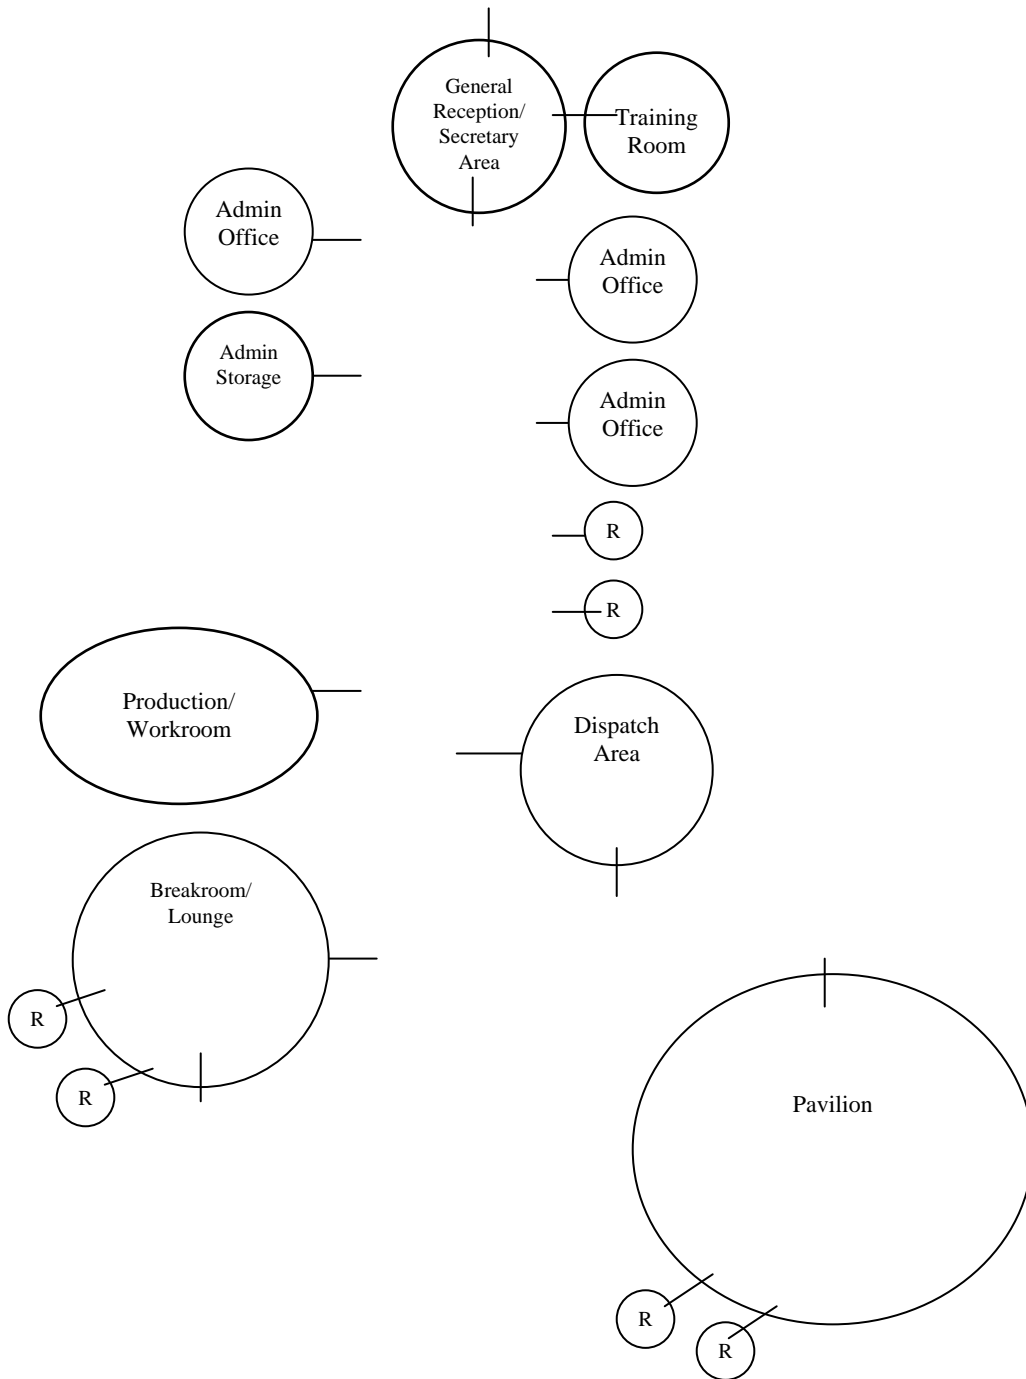 General
Reception/
Secretary
Area
Training
Room
Admin
Office
Admin
Office
Admin
Storage
Admin
Office
R
R
Production/
Workroom
Dispatch
Area
Breakroom/
Lounge
R
R
Pavilion
R
R